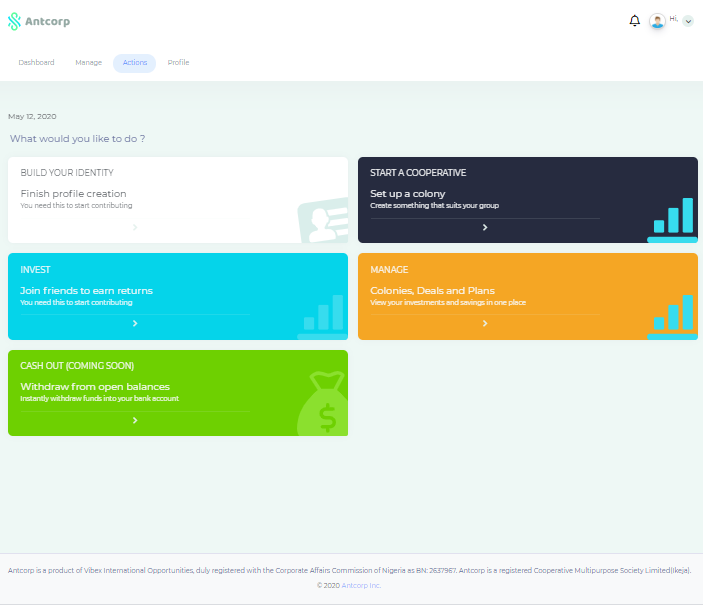 Antcorp
Hi,
Dashboard Manage Actions Profile
May 12, 2020
What would you like to do ?
BUILD YOUR IDENTITY
Finish profile creation
You need this to start contributing
START A COOPERATIVE
Set up a colony
Create something that suits your group
INVEST
Join friends to earn returns
You need this to start contributing
MANAGE
Colonies, Deals and Plans
View your investments and savings in one place
CASH OUT (COMING SOON)
Withdraw from open balances
Instantly withdraw funds into your bank account
$
Antcorp is a product of Vibex International Opportunities, duly registered with the Corporate Affairs Commission of Nigeria as BN: 2637967. Antcorp is a registered Cooperative Multipurpose Society Limited(Ikeja).
© 2020 Antcorp Inc.